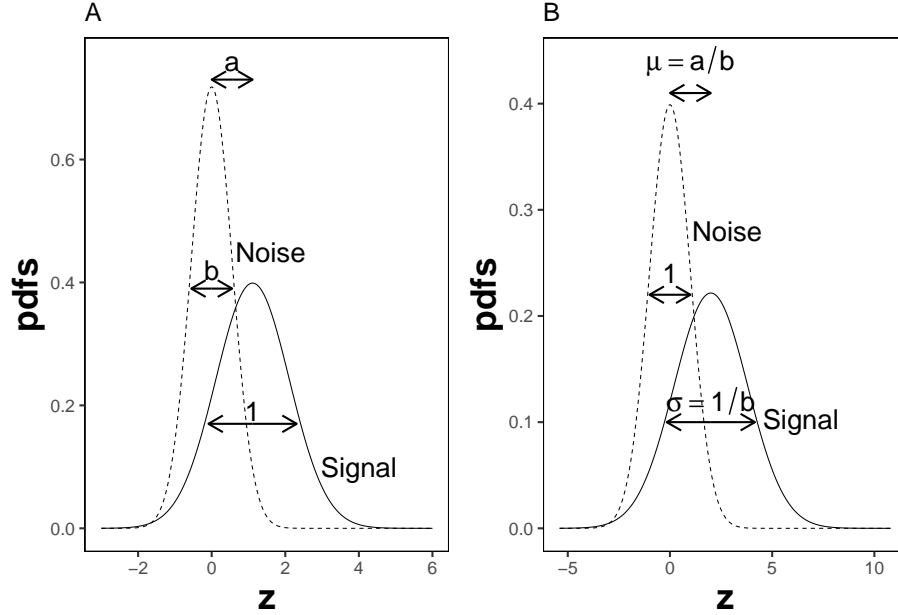 A
a
0.6
Noise
b
0.4
pdfs
0.2
1
Signal
0.0
−2 0 2 4 6
z
B
μ = a/b
0.4
0.3
Noise
1
pdfs
0.2
σ = 1/b
0.1
Signal
0.0
−5 0 5 10
z